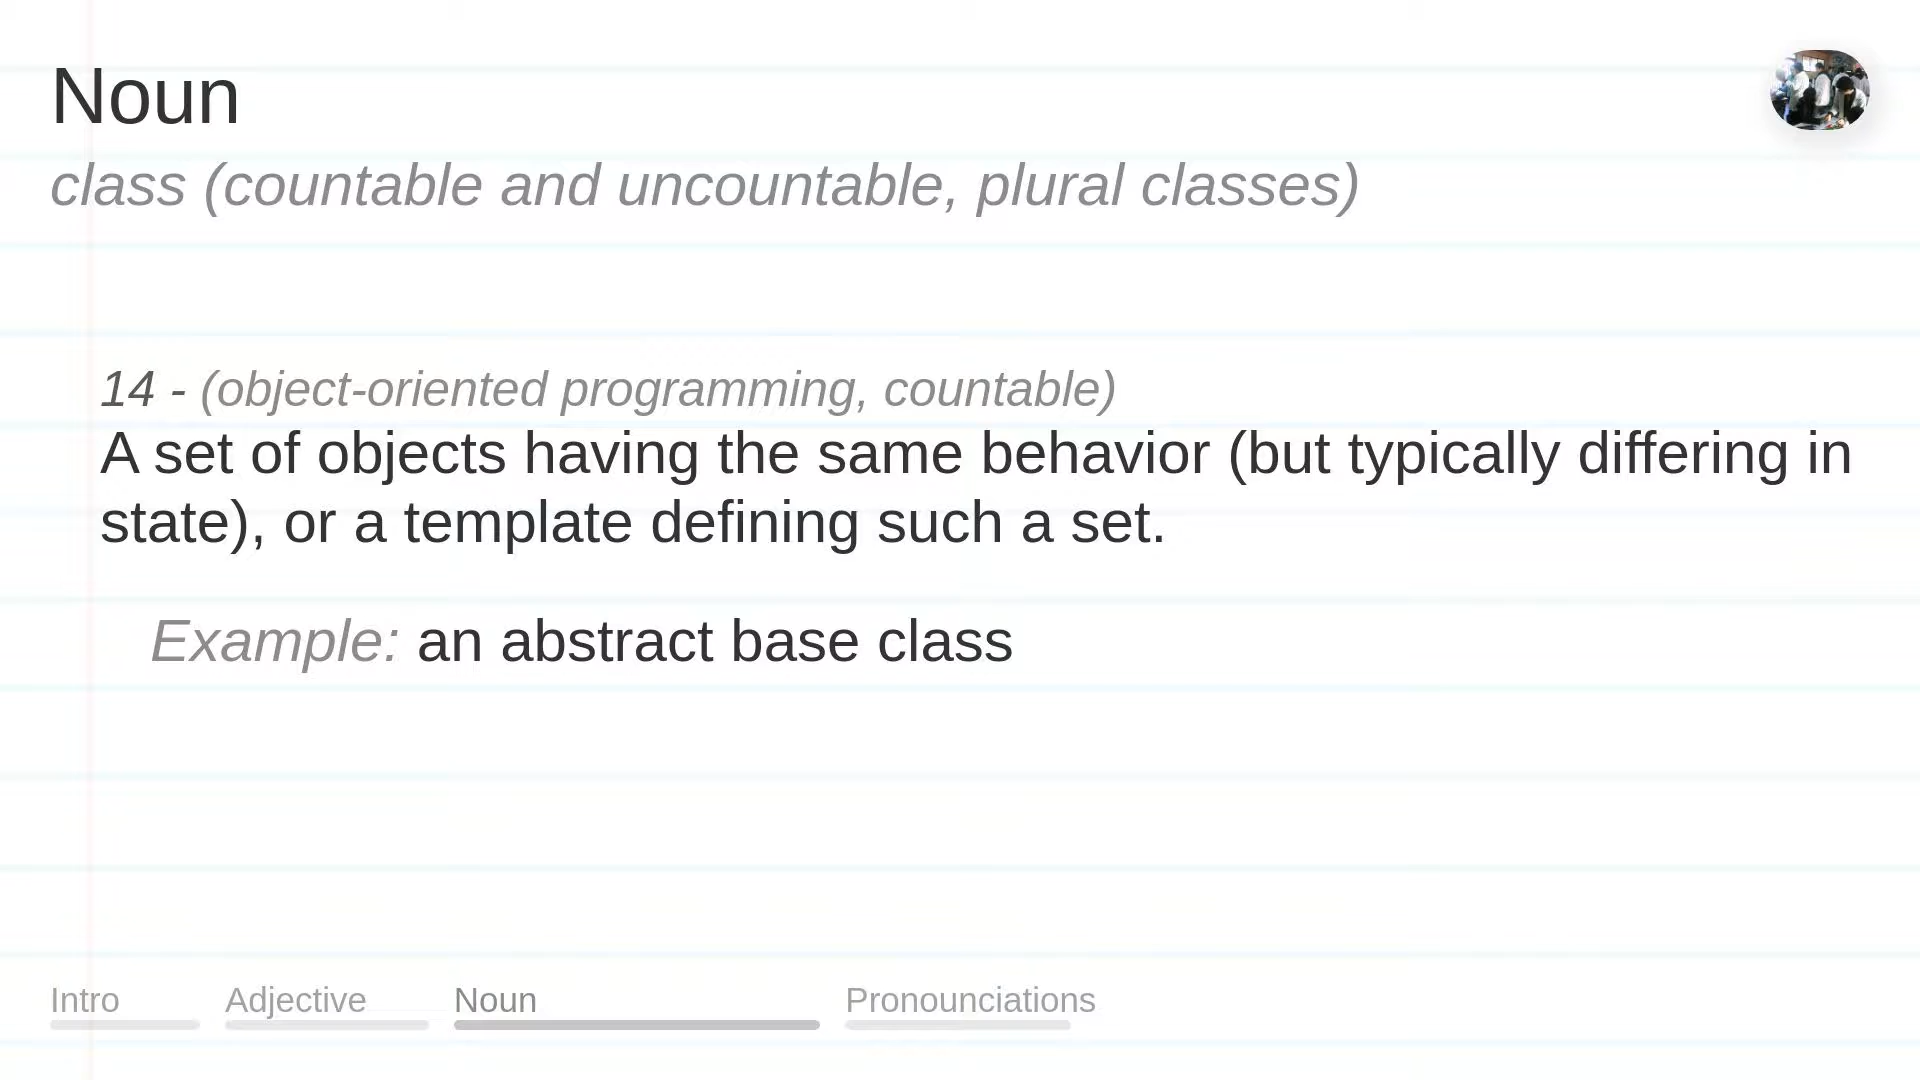 Noun
class (countable and uncountable, plural classes)
14 - (object-oriented programming, countable)
A set of objects having the same behavior (but typically differing in
state), or a template defining such a set.
Example: an abstract base class
Intro
Adjective
Noun
Pronounciations